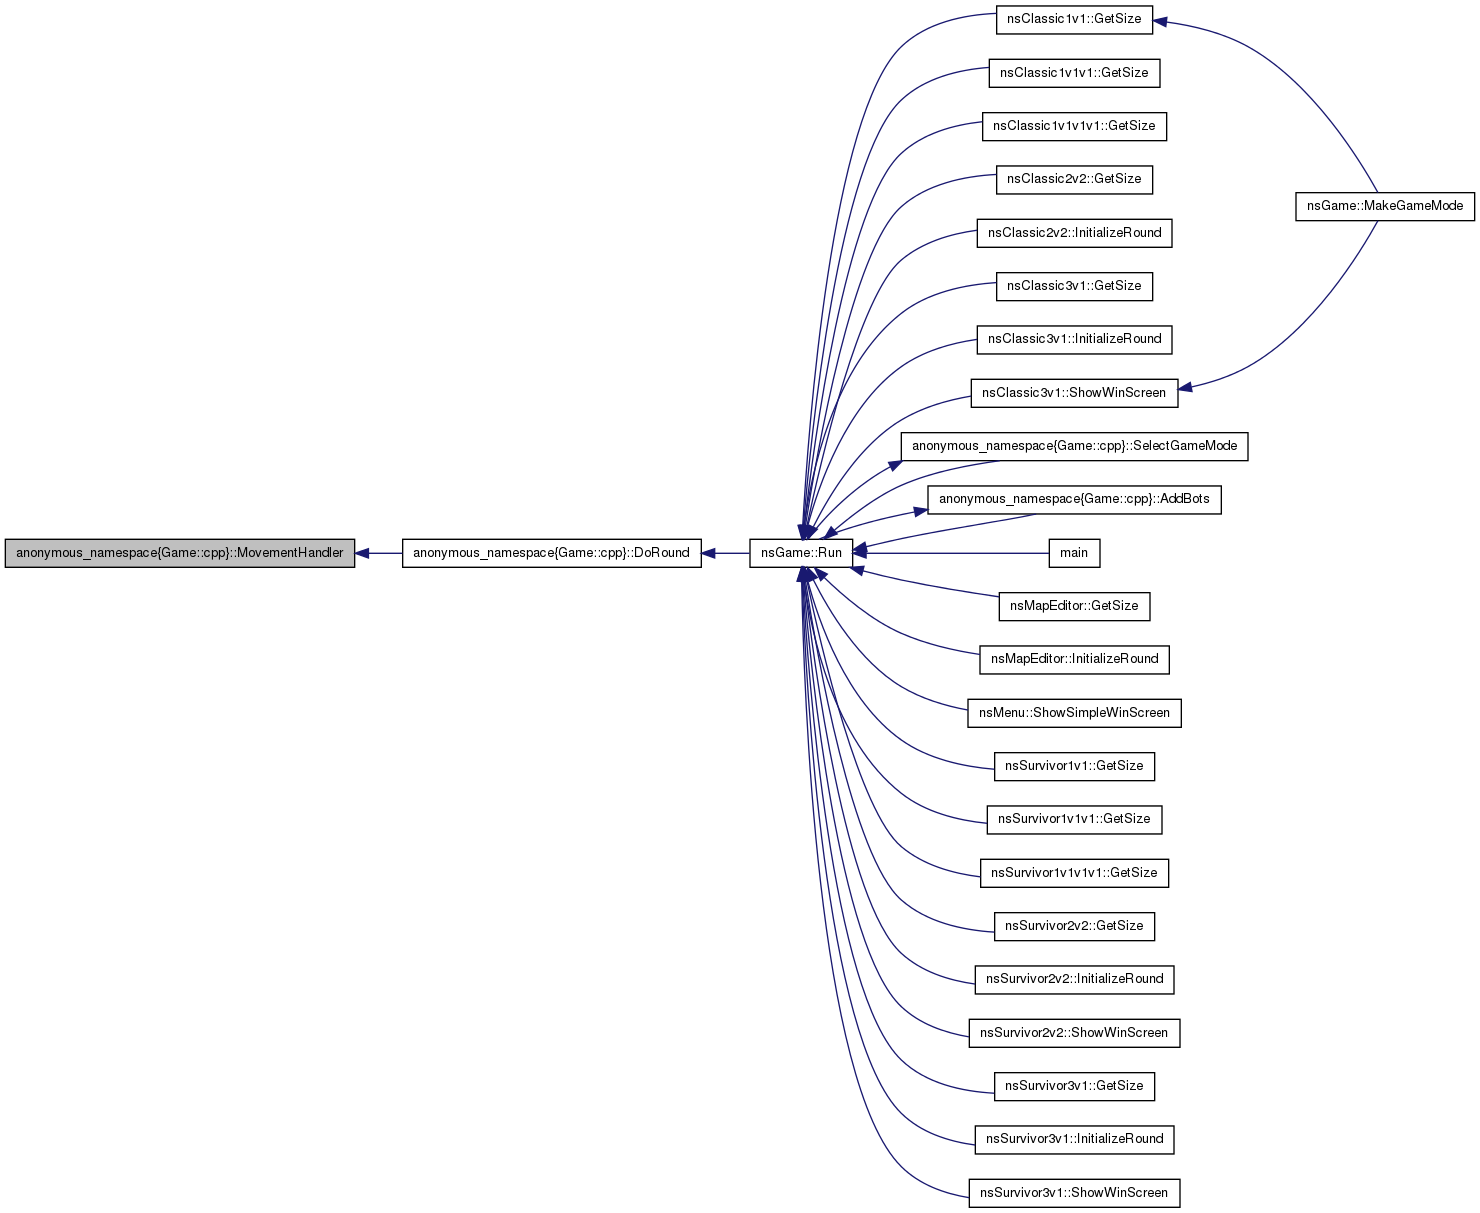 nsClassic1v1::GetSize
nsClassic1v1v1::GetSize
nsClassic1v1v1v1::GetSize
nsClassic2v2::GetSize
nsGame::MakeGameMode
nsClassic2v2::InitializeRound
nsClassic3v1::GetSize
nsClassic3v1::InitializeRound
nsClassic3v1::ShowWinScreen
anonymous_namespace{Game::cpp}::SelectGameMode
anonymous_namespace{Game::cpp}::AddBots
anonymous_namespace{Game::cpp}::MovementHandler
anonymous_namespace{Game::cpp}::DoRound
nsGame::Run
main
nsMapEditor::GetSize
nsMapEditor::InitializeRound
nsMenu::ShowSimpleWinScreen
nsSurvivor1v1::GetSize
nsSurvivor1v1v1::GetSize
nsSurvivor1v1v1v1::GetSize
nsSurvivor2v2::GetSize
nsSurvivor2v2::InitializeRound
nsSurvivor2v2::ShowWinScreen
nsSurvivor3v1::GetSize
nsSurvivor3v1::InitializeRound
nsSurvivor3v1::ShowWinScreen